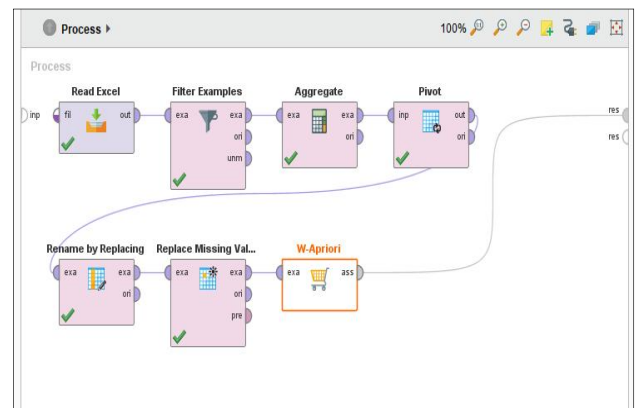 Process
100%
Process
Read Excel
Filter Examples
Aggregate
Pivot
inp
fil
out
exa
exa
ori
unm
exa
exa
ori
inp
out
ori
res
res
Rename by Replacing
Replace Missing Val...
W-Apriori
exa
exa
ori
exa
exa
ori
pre
exa
ass